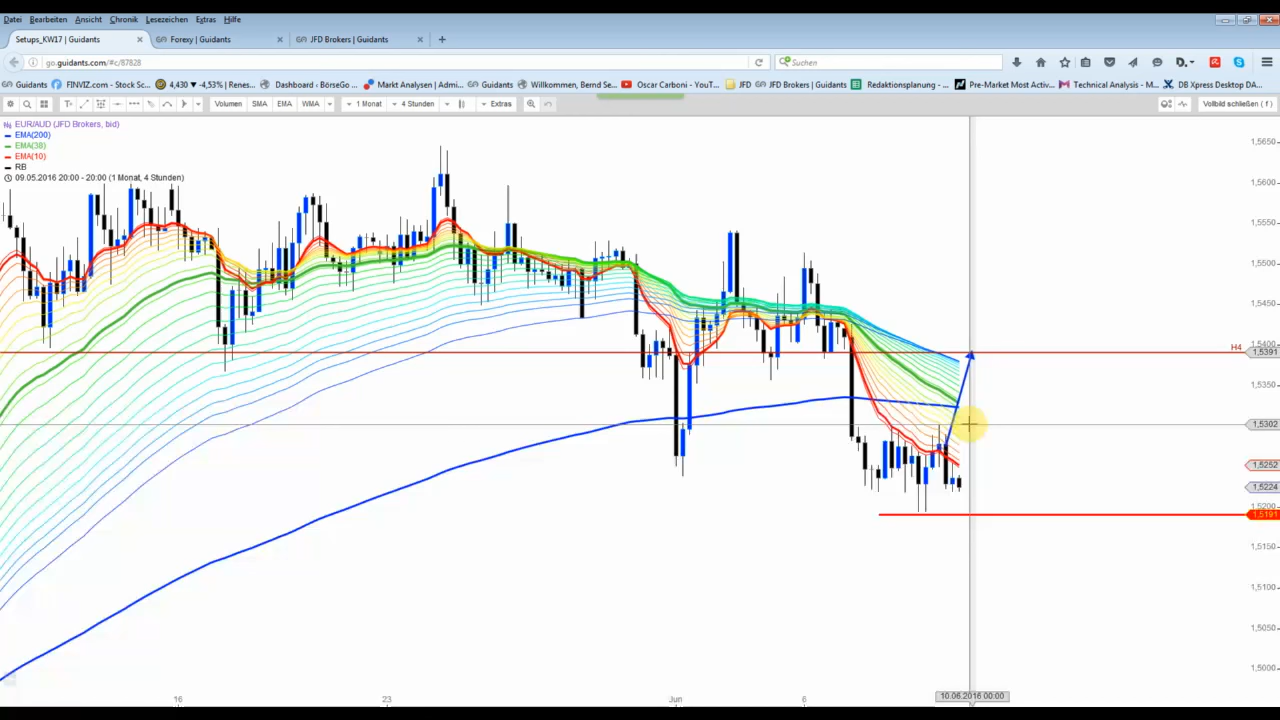 Datei Bearbeiten Ansicht Chronik Lesezeichen Extras Hilfe
Setups_KW17 | Guidants
Forexy | Guidants
JFD Brokers | Guidants
go.guidants.com/#c/87828
Suchen
Guidants
FINVIZ.com - Stock Scr...
4,430 ▾ -4,53% | Renes...
Dashboard ‹ BörseGo ...
Markt Analysen | Admi...
Guidants
Willkommen, Bernd Se...
Oscar Carboni - YouTu...
JFD
JFD Brokers | Guidants
Redaktionsplanung - ...
Pre-Market Most Activ...
Technical Analysis - M...
DB Xpress Desktop DA...
Volumen SMA EMA WMA 1 Monat 4 Stunden Extras
Vollbild schließen ( f )
EUR/AUD (JFD Brokers, bid)
EMA(200)
EMA(38)
EMA(10)
RB
09.05.2016 20:00 - 20:00 (1 Monat, 4 Stunden)
1,5650
1,5600
1,5550
1,5500
1,5450
1,5400
H4
1,5391
1,5350
1,5302
1,5252
1,5224
1,5200
1,5191
1,5150
1,5100
1,5050
1,5000
16
23
Jun
6
10.06.2016 00:00